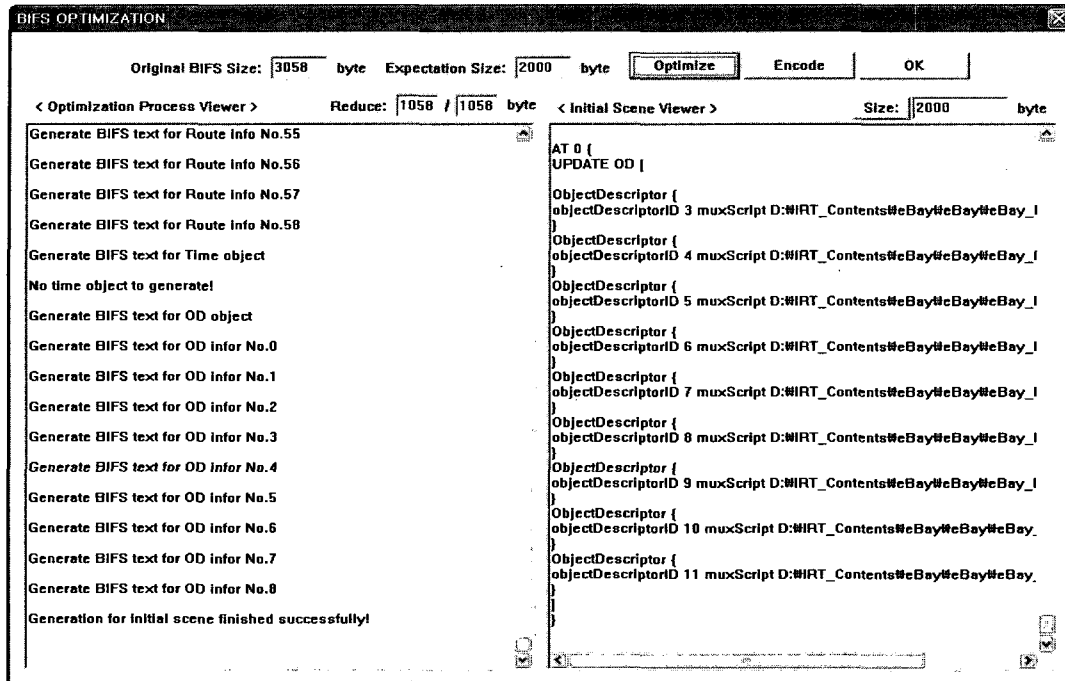 BIFS OPTIMIZATION
Original BIFS Size: 3058 byte Expectation Size: 2000 byte Optimize Encode OK
< Optimization Process Viewer > Reduce: 1058 / 1058 byte
Generate BIFS text for Route info No.55
Generate BIFS text for Route info No.56
Generate BIFS text for Route info No.57
Generate BIFS text for Route info No.58
Generate BIFS text for Time object
No time object to generate!
Generate BIFS text for OD object
Generate BIFS text for OD infor No.0
Generate BIFS text for OD infor No.1
Generate BIFS text for OD infor No.2
Generate BIFS text for OD infor No.3
Generate BIFS text for OD infor No.4
Generate BIFS text for OD infor No.5
Generate BIFS text for OD infor No.6
Generate BIFS text for OD infor No.7
Generate BIFS text for OD infor No.8
Generation for initial scene finished successfully!
< Initial Scene Viewer > Size: 2000 byte
AT 0 {
UPDATE OD [
ObjectDescriptor {
objectDescriptorID 3 muxScript D:₩IRT_Contents₩eBay₩eBay₩eBay_I
}
ObjectDescriptor {
objectDescriptorID 4 muxScript D:₩IRT_Contents₩eBay₩eBay₩eBay_I
}
ObjectDescriptor {
objectDescriptorID 5 muxScript D:₩IRT_Contents₩eBay₩eBay₩eBay_I
}
ObjectDescriptor {
objectDescriptorID 6 muxScript D:₩IRT_Contents₩eBay₩eBay₩eBay_I
}
ObjectDescriptor {
objectDescriptorID 7 muxScript D:₩IRT_Contents₩eBay₩eBay₩eBay_I
}
ObjectDescriptor {
objectDescriptorID 8 muxScript D:₩IRT_Contents₩eBay₩eBay₩eBay_I
}
ObjectDescriptor {
objectDescriptorID 9 muxScript D:₩IRT_Contents₩eBay₩eBay₩eBay_I
}
ObjectDescriptor {
objectDescriptorID 10 muxScript D:₩IRT_Contents₩eBay₩eBay₩eBay_
}
ObjectDescriptor {
objectDescriptorID 11 muxScript D:₩IRT_Contents₩eBay₩eBay₩eBay_
}
]
}